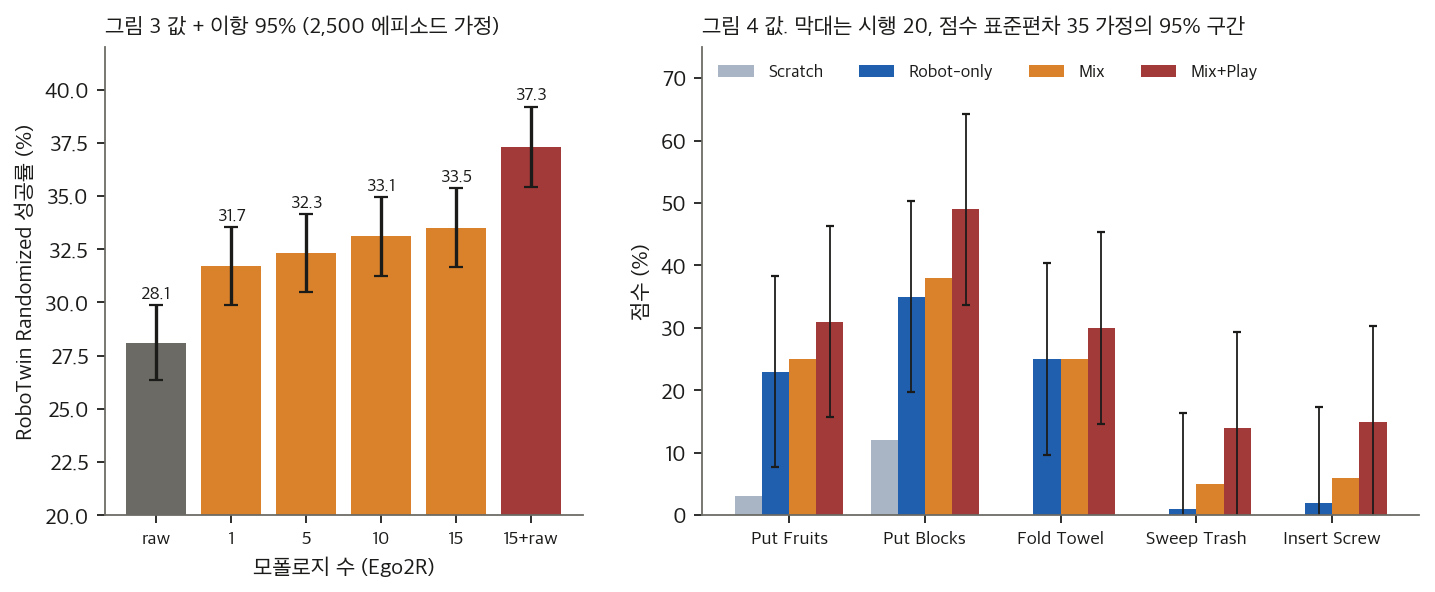 그림 3 값 + 이항 95% (2,500 에피소드 가정)
RoboTwin Randomized 성공률 (%)
40.0
37.5
35.0
32.5
30.0
27.5
25.0
22.5
20.0
28.1
31.7
32.3
33.1
33.5
37.3
raw
1
5
10
15
15+raw
모폴로지 수 (Ego2R)
그림 4 값. 막대는 시행 20, 점수 표준편차 35 가정의 95% 구간
Scratch
Robot-only
Mix
Mix+Play
점수 (%)
70
60
50
40
30
20
10
0
Put Fruits
Put Blocks
Fold Towel
Sweep Trash
Insert Screw